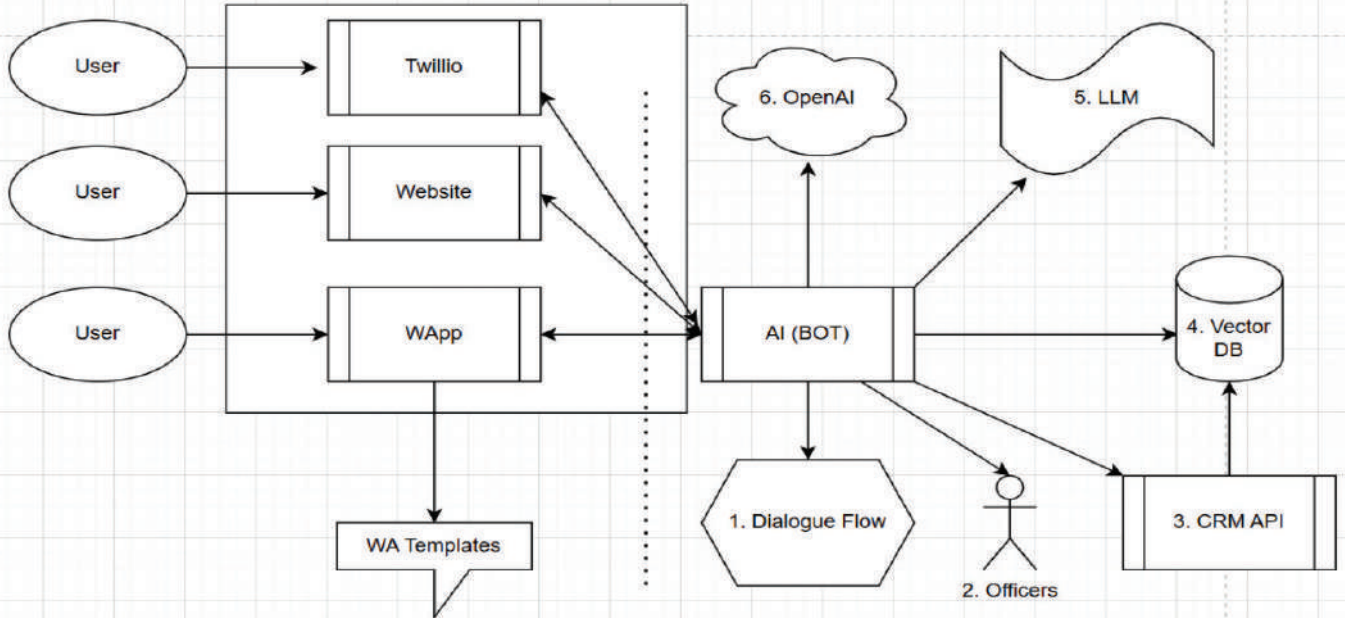 User
Twillio
6. OpenAI
5. LLM
User
Website
User
WApp
AI (BOT)
4. Vector
DB
WA Templates
1. Dialogue Flow
2. Officers
3. CRM API